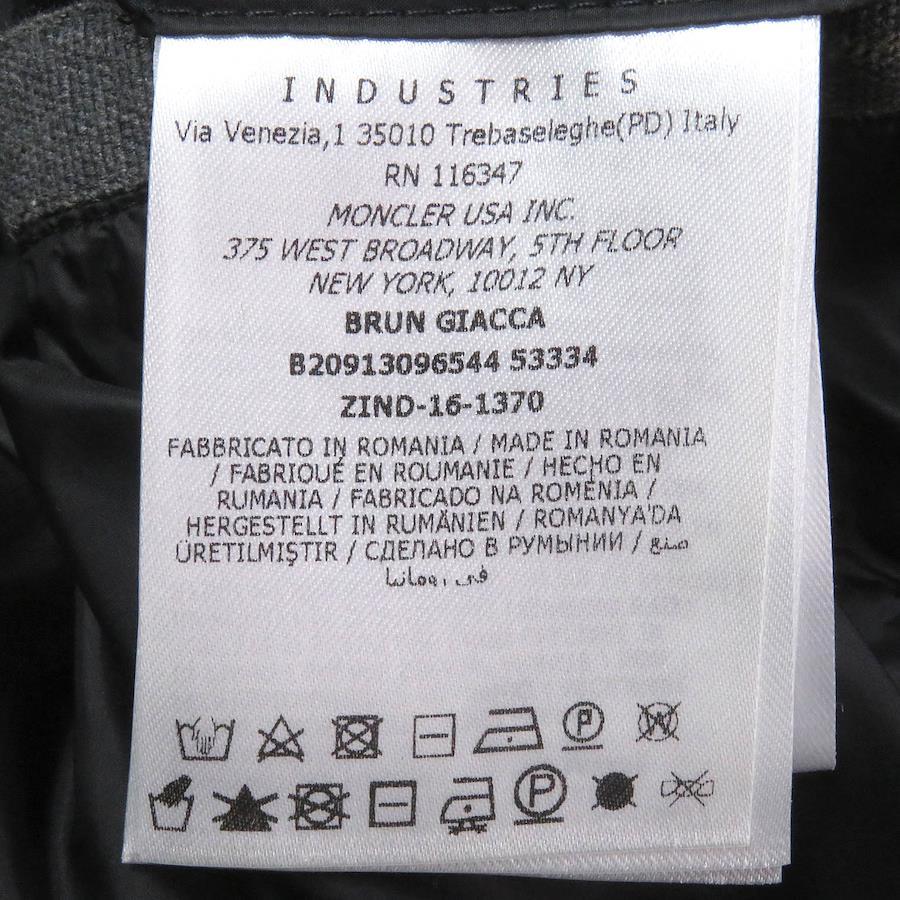 INDUSTRIES
Via Venezia,1 35010 Trebaseleghe(PD) Italy
RN 116347
MONCLER USA INC.
375 WEST BROADWAY, 5TH FLOOR
NEW YORK, 10012 NY
BRUN GIACCA
B20913096544 53334
ZIND-16-1370
FABBRICATO IN ROMANIA / MADE IN ROMANIA
/ FABRIQUÉ EN ROUMANIE / HECHO EN
RUMANIA / FABRICADO NA ROMÉNIA /
HERGESTELLT IN RUMÄNIEN / ROMANYA'DA
ÜRETILMIŞTIR / СДЕЛАНО В РУМЫНИИ / صنع
في رومانيا
P W
P